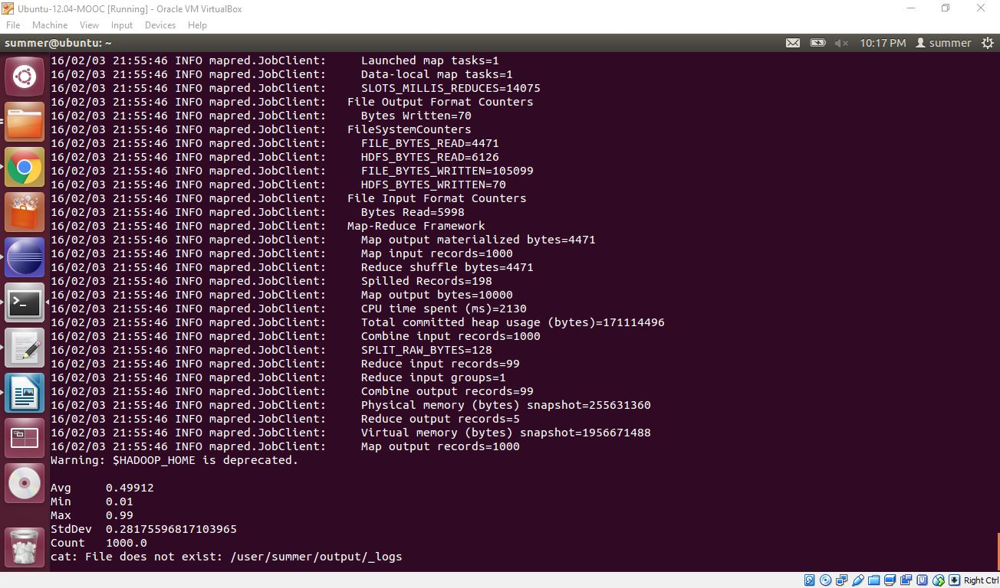 Ubuntu-12.04-MOOC [Running] - Oracle VM VirtualBox
File Machine View Input Devices Help
summer@ubuntu: ~ 10:17 PM summer
16/02/03 21:55:46 INFO mapred.JobClient:     Launched map tasks=1
16/02/03 21:55:46 INFO mapred.JobClient:     Data-local map tasks=1
16/02/03 21:55:46 INFO mapred.JobClient:     SLOTS_MILLIS_REDUCES=14075
16/02/03 21:55:46 INFO mapred.JobClient:   File Output Format Counters
16/02/03 21:55:46 INFO mapred.JobClient:     Bytes Written=70
16/02/03 21:55:46 INFO mapred.JobClient:   FileSystemCounters
16/02/03 21:55:46 INFO mapred.JobClient:     FILE_BYTES_READ=4471
16/02/03 21:55:46 INFO mapred.JobClient:     HDFS_BYTES_READ=6126
16/02/03 21:55:46 INFO mapred.JobClient:     FILE_BYTES_WRITTEN=105099
16/02/03 21:55:46 INFO mapred.JobClient:     HDFS_BYTES_WRITTEN=70
16/02/03 21:55:46 INFO mapred.JobClient:   File Input Format Counters
16/02/03 21:55:46 INFO mapred.JobClient:     Bytes Read=5998
16/02/03 21:55:46 INFO mapred.JobClient:   Map-Reduce Framework
16/02/03 21:55:46 INFO mapred.JobClient:     Map output materialized bytes=4471
16/02/03 21:55:46 INFO mapred.JobClient:     Map input records=1000
16/02/03 21:55:46 INFO mapred.JobClient:     Reduce shuffle bytes=4471
16/02/03 21:55:46 INFO mapred.JobClient:     Spilled Records=198
16/02/03 21:55:46 INFO mapred.JobClient:     Map output bytes=10000
16/02/03 21:55:46 INFO mapred.JobClient:     CPU time spent (ms)=2130
16/02/03 21:55:46 INFO mapred.JobClient:     Total committed heap usage (bytes)=171114496
16/02/03 21:55:46 INFO mapred.JobClient:     Combine input records=1000
16/02/03 21:55:46 INFO mapred.JobClient:     SPLIT_RAW_BYTES=128
16/02/03 21:55:46 INFO mapred.JobClient:     Reduce input records=99
16/02/03 21:55:46 INFO mapred.JobClient:     Reduce input groups=1
16/02/03 21:55:46 INFO mapred.JobClient:     Combine output records=99
16/02/03 21:55:46 INFO mapred.JobClient:     Physical memory (bytes) snapshot=255631360
16/02/03 21:55:46 INFO mapred.JobClient:     Reduce output records=5
16/02/03 21:55:46 INFO mapred.JobClient:     Virtual memory (bytes) snapshot=1956671488
16/02/03 21:55:46 INFO mapred.JobClient:     Map output records=1000
Warning: $HADOOP_HOME is deprecated.
Avg     0.49912
Min     0.01
Max     0.99
StdDev  0.28175596817103965
Count   1000.0
cat: File does not exist: /user/summer/output/_logs
Right Ctrl